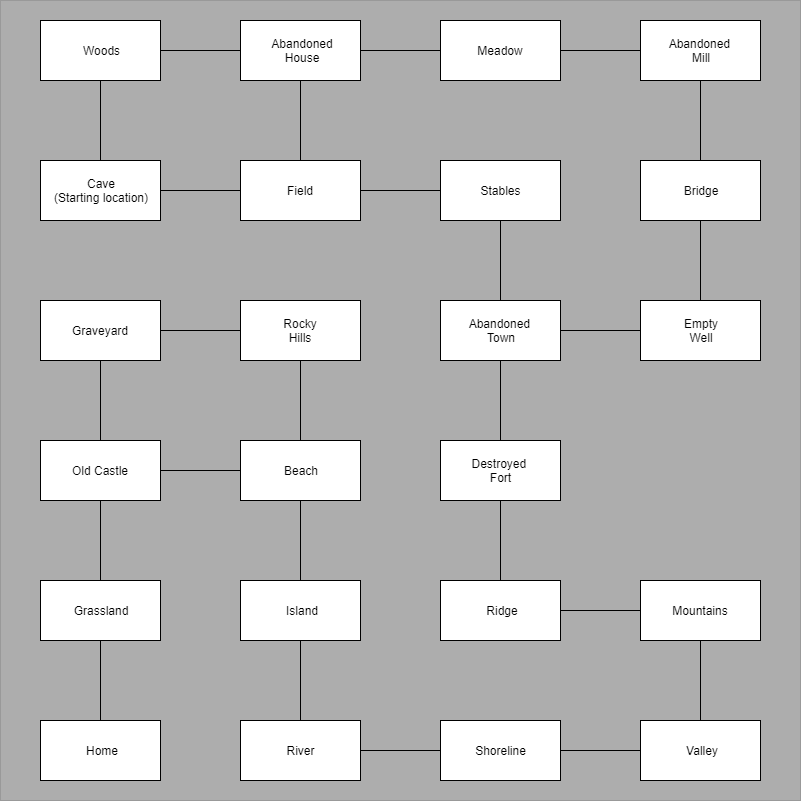 Woods
Abandoned
House
Meadow
Abandoned
Mill
Cave
(Starting location)
Field
Stables
Bridge
Graveyard
Rocky
Hills
Abandoned
Town
Empty
Well
Old Castle
Beach
Destroyed
Fort
Grassland
Island
Ridge
Mountains
Home
River
Shoreline
Valley